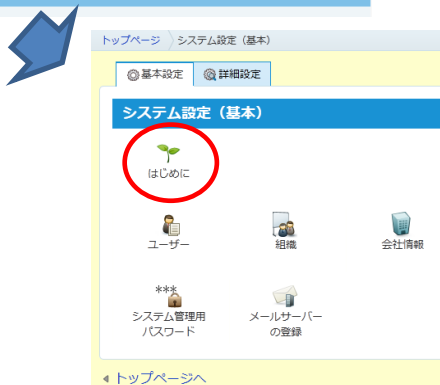 トップページ 〉システム設定（基本）
基本設定 詳細設定
システム設定（基本）
はじめに
ユーザー 組織 会社情報
***
システム管理用 メールサーバー
パスワード の登録
トップページへ